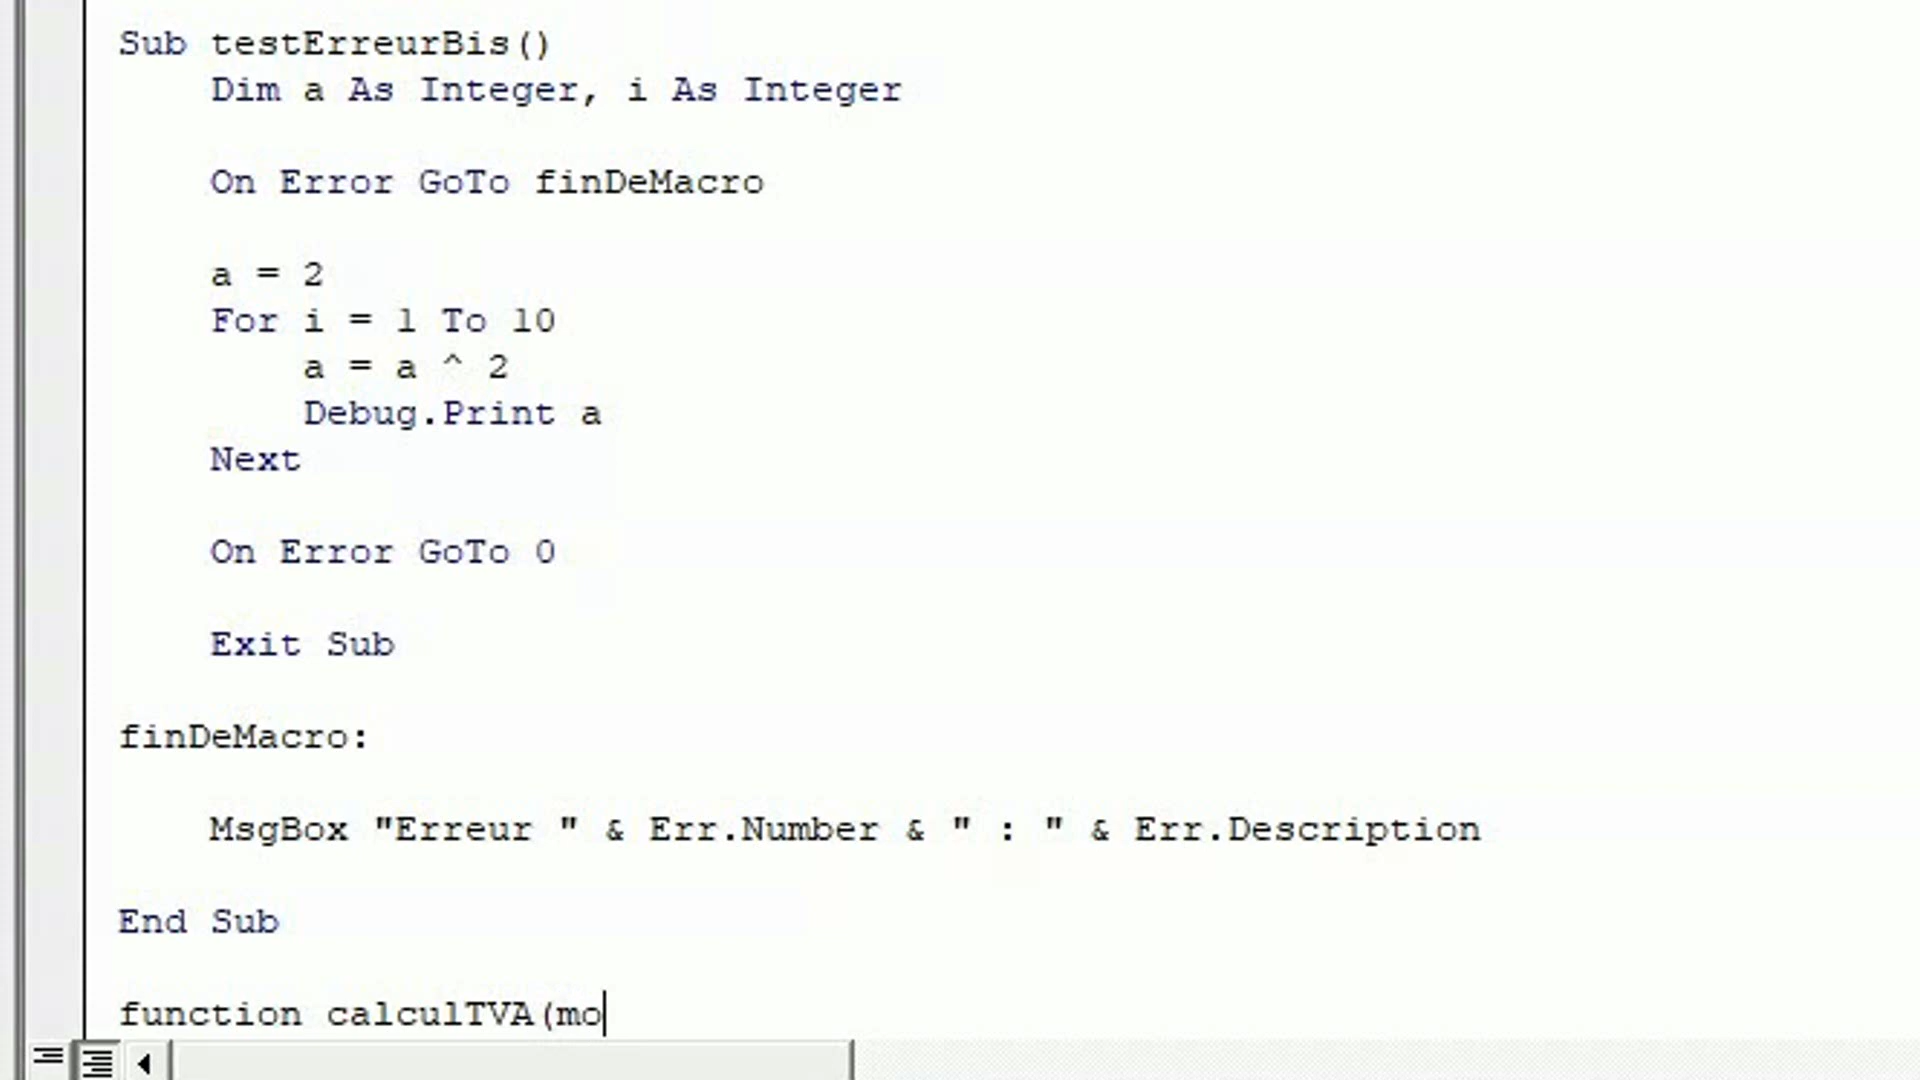 Sub testErreurBis()
Dim a As Integer, i As Integer
On Error GoTo finDeMacro
a = 2
For i = 1 To 10
a = a ^ 2
Debug.Print a
Next
On Error GoTo 0
Exit Sub
finDeMacro:
MsgBox "Erreur " & Err.Number & " : " & Err.Description
End Sub
function calculTVA(mo